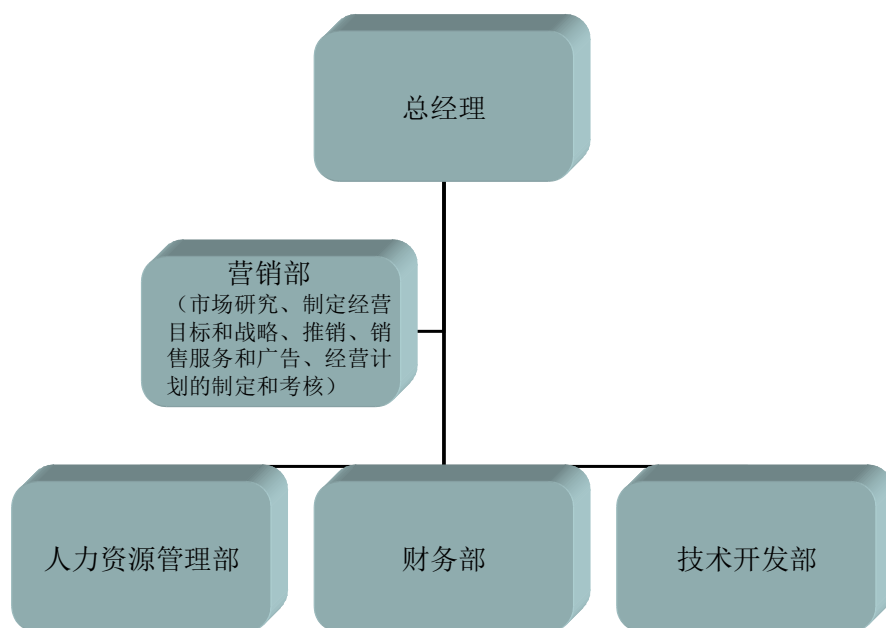 总经理
营销部
（市场研究、制定经营
目标和战略、推销、销
售服务和广告、经营计
划的制定和考核）
人力资源管理部
财务部
技术开发部